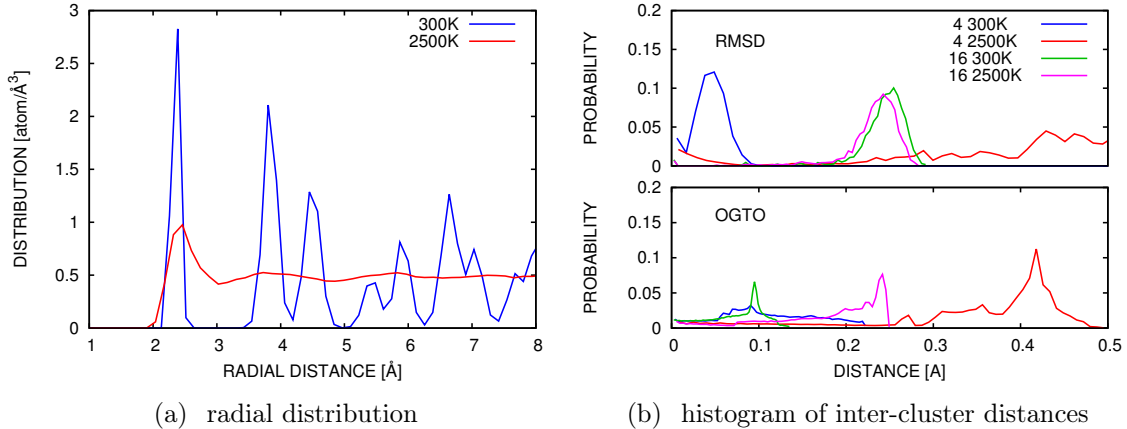 300K
2500K
DISTRIBUTION [atom/Å³]
3
2.5
2
1.5
1
0.5
0
1 2 3 4 5 6 7 8
RADIAL DISTANCE [Å]
(a) radial distribution
RMSD
4 300K
4 2500K
16 300K
16 2500K
PROBABILITY
0.2
0.15
0.1
0.05
0
OGTO
PROBABILITY
0.2
0.15
0.1
0.05
0
0 0.1 0.2 0.3 0.4 0.5
DISTANCE [A]
(b) histogram of inter-cluster distances